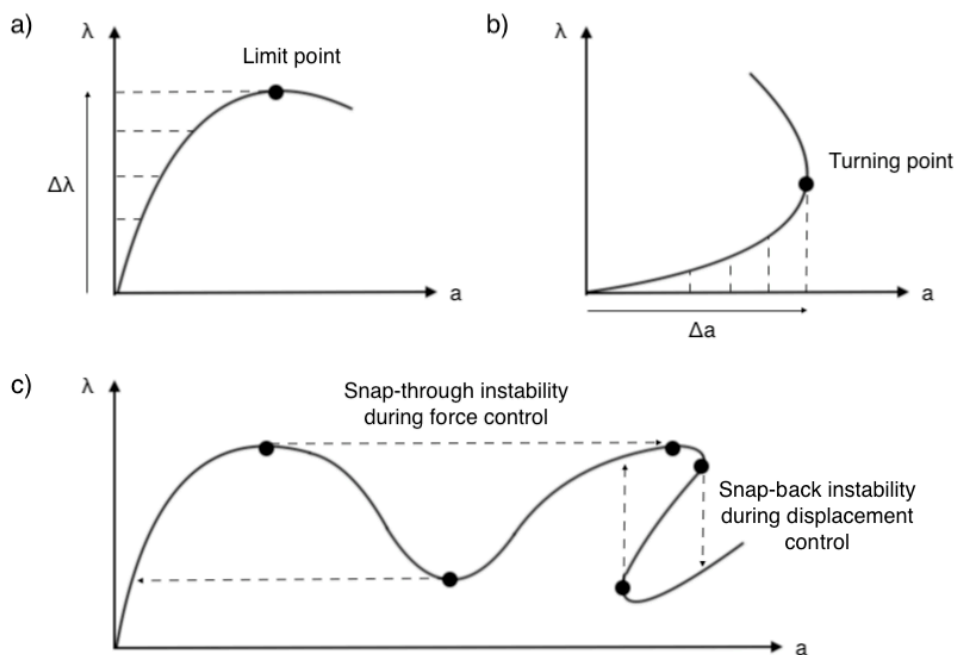 a)
λ
Limit point
Δλ
a
b)
λ
Turning point
a
Δa
c)
λ
Snap-through instability
during force control
Snap-back instability
during displacement
control
a